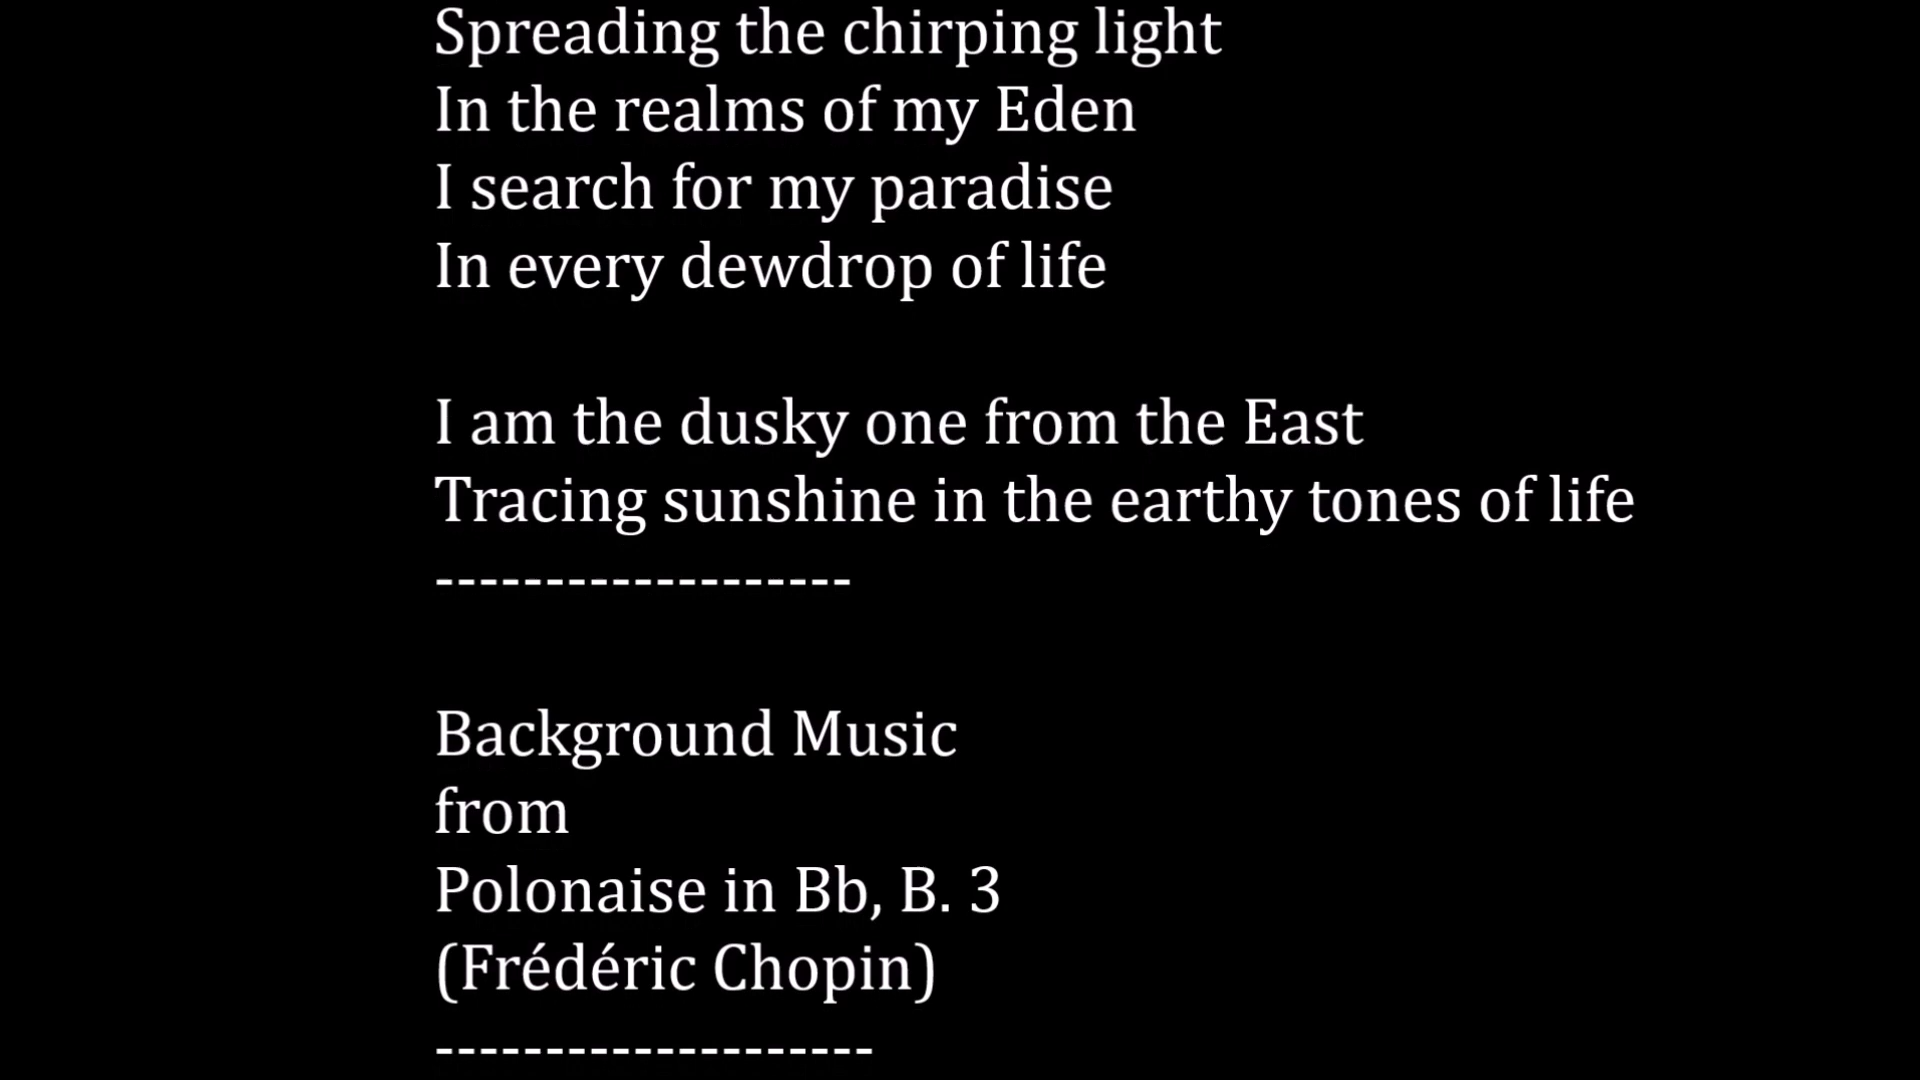 Spreading the chirping light
In the realms of my Eden
I search for my paradise
In every dewdrop of life
I am the dusky one from the East
Tracing sunshine in the earthy tones of life
-------------------
Background Music
from
Polonaise in Bb, B. 3
(Frédéric Chopin)
--------------------